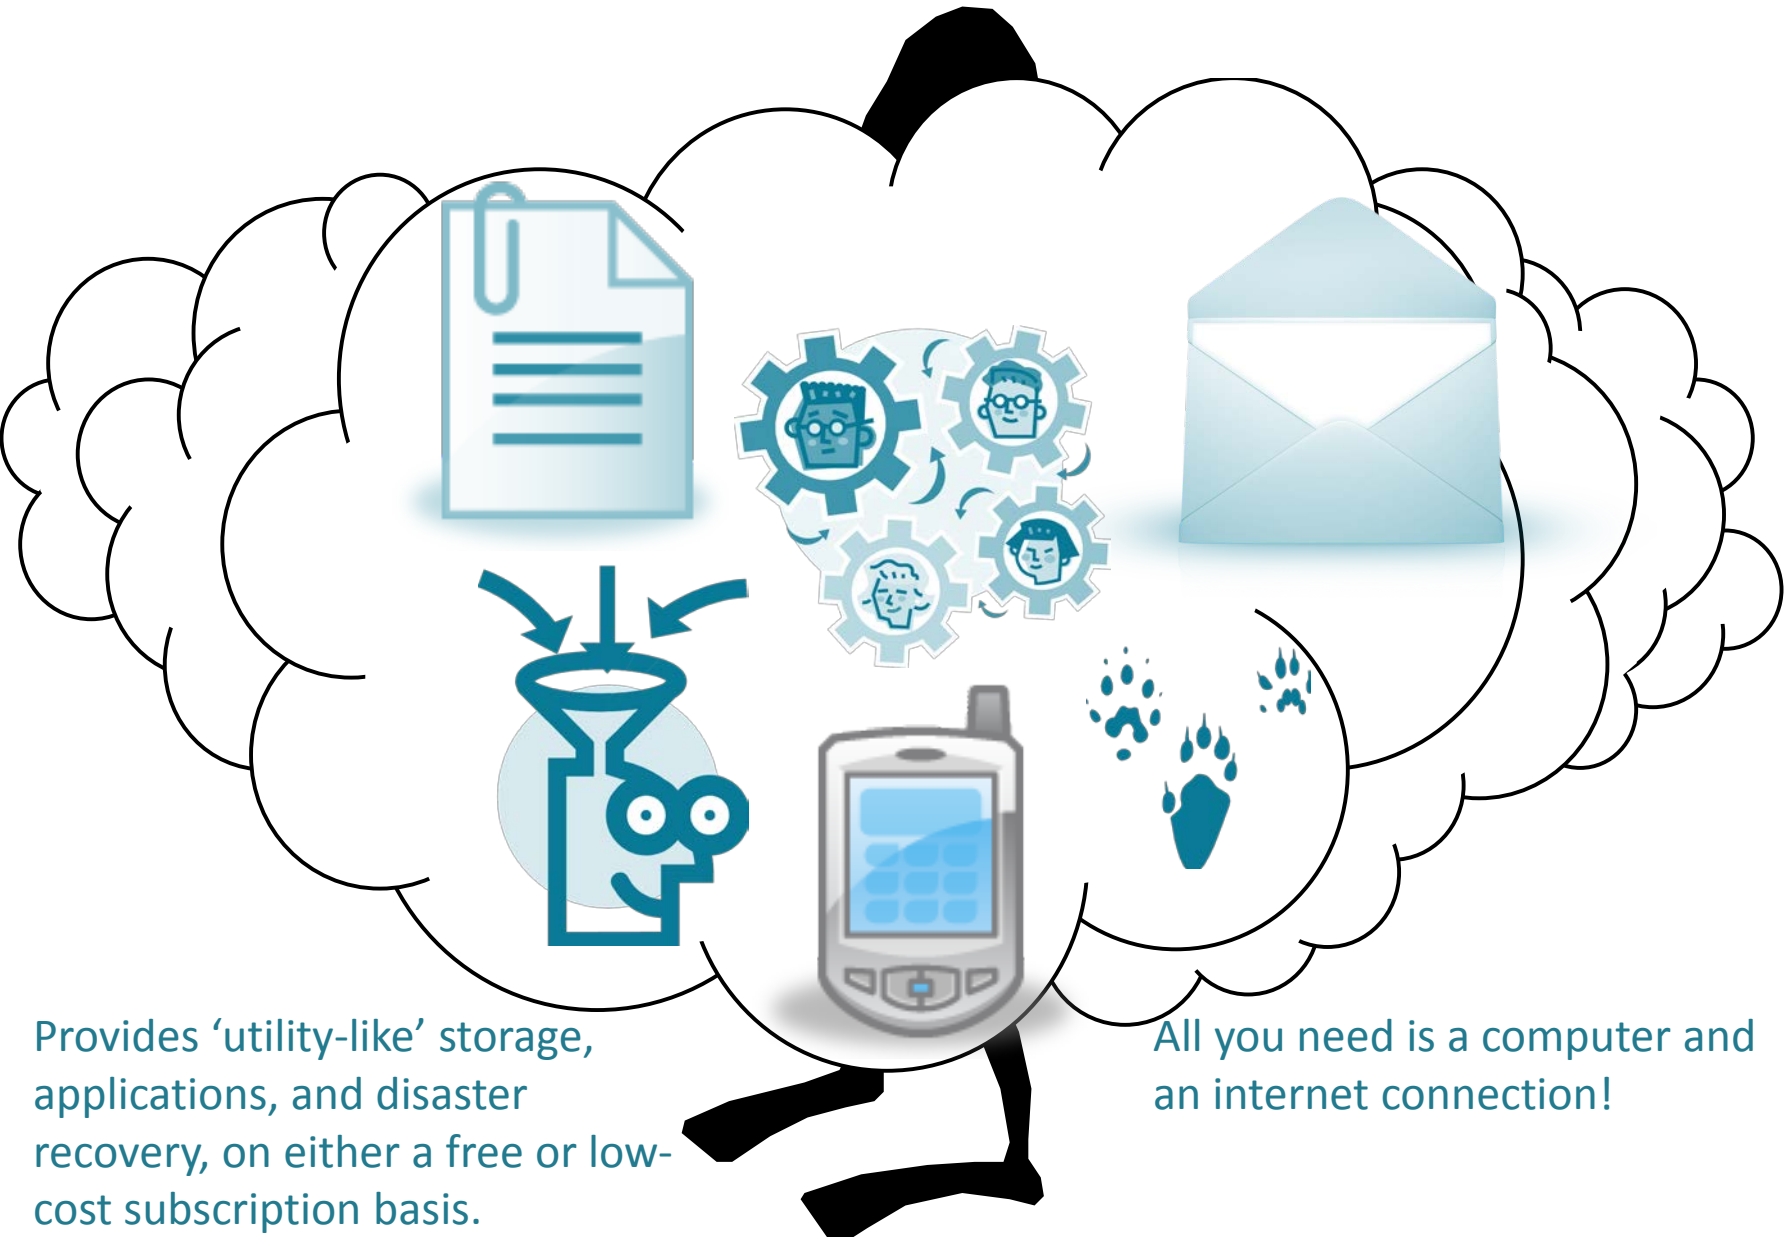 Provides ‘utility-like’ storage,
applications, and disaster
recovery, on either a free or low-
cost subscription basis.
All you need is a computer and
an internet connection!